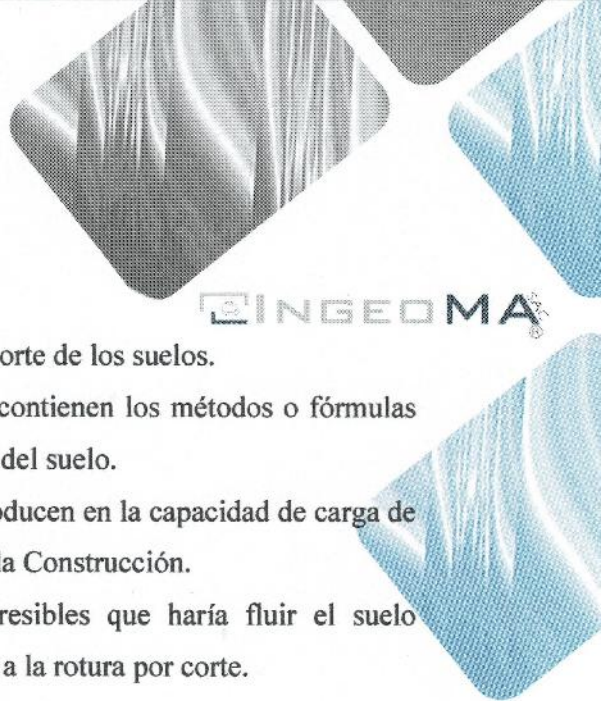 INGEOMA
orte de los suelos.
contienen los métodos o fórmulas
del suelo.
oducen en la capacidad de carga de
la Construcción.
resibles que haría fluir el suelo
a la rotura por corte.